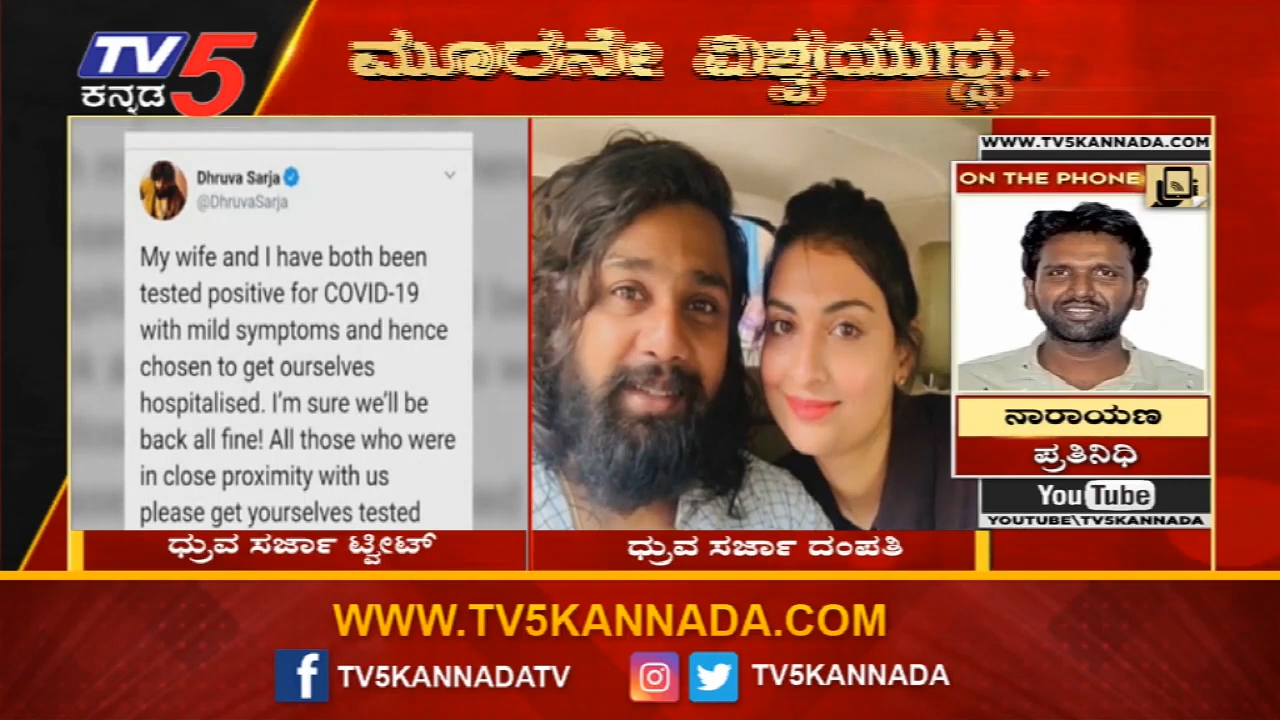 TV5
ಕನ್ನಡ
ಮೂರನೇ ವಿಶ್ವಯುದ್ಧ..
WWW.TV5KANNADA.COM
ON THE PHONE
Dhruva Sarja
@DhruvaSarja
My wife and I have both been
tested positive for COVID-19
with mild symptoms and hence
chosen to get ourselves
hospitalised. I'm sure we'll be
back all fine! All those who were
in close proximity with us
please get yourselves tested
ನಾರಾಯಣ
ಪ್ರತಿನಿಧಿ
YouTube
YOUTUBE\TV5KANNADA
ಧ್ರುವ ಸರ್ಜಾ ಟ್ವೀಟ್
ಧ್ರುವ ಸರ್ಜಾ ದಂಪತಿ
WWW.TV5KANNADA.COM
TV5KANNADATV
TV5KANNADA